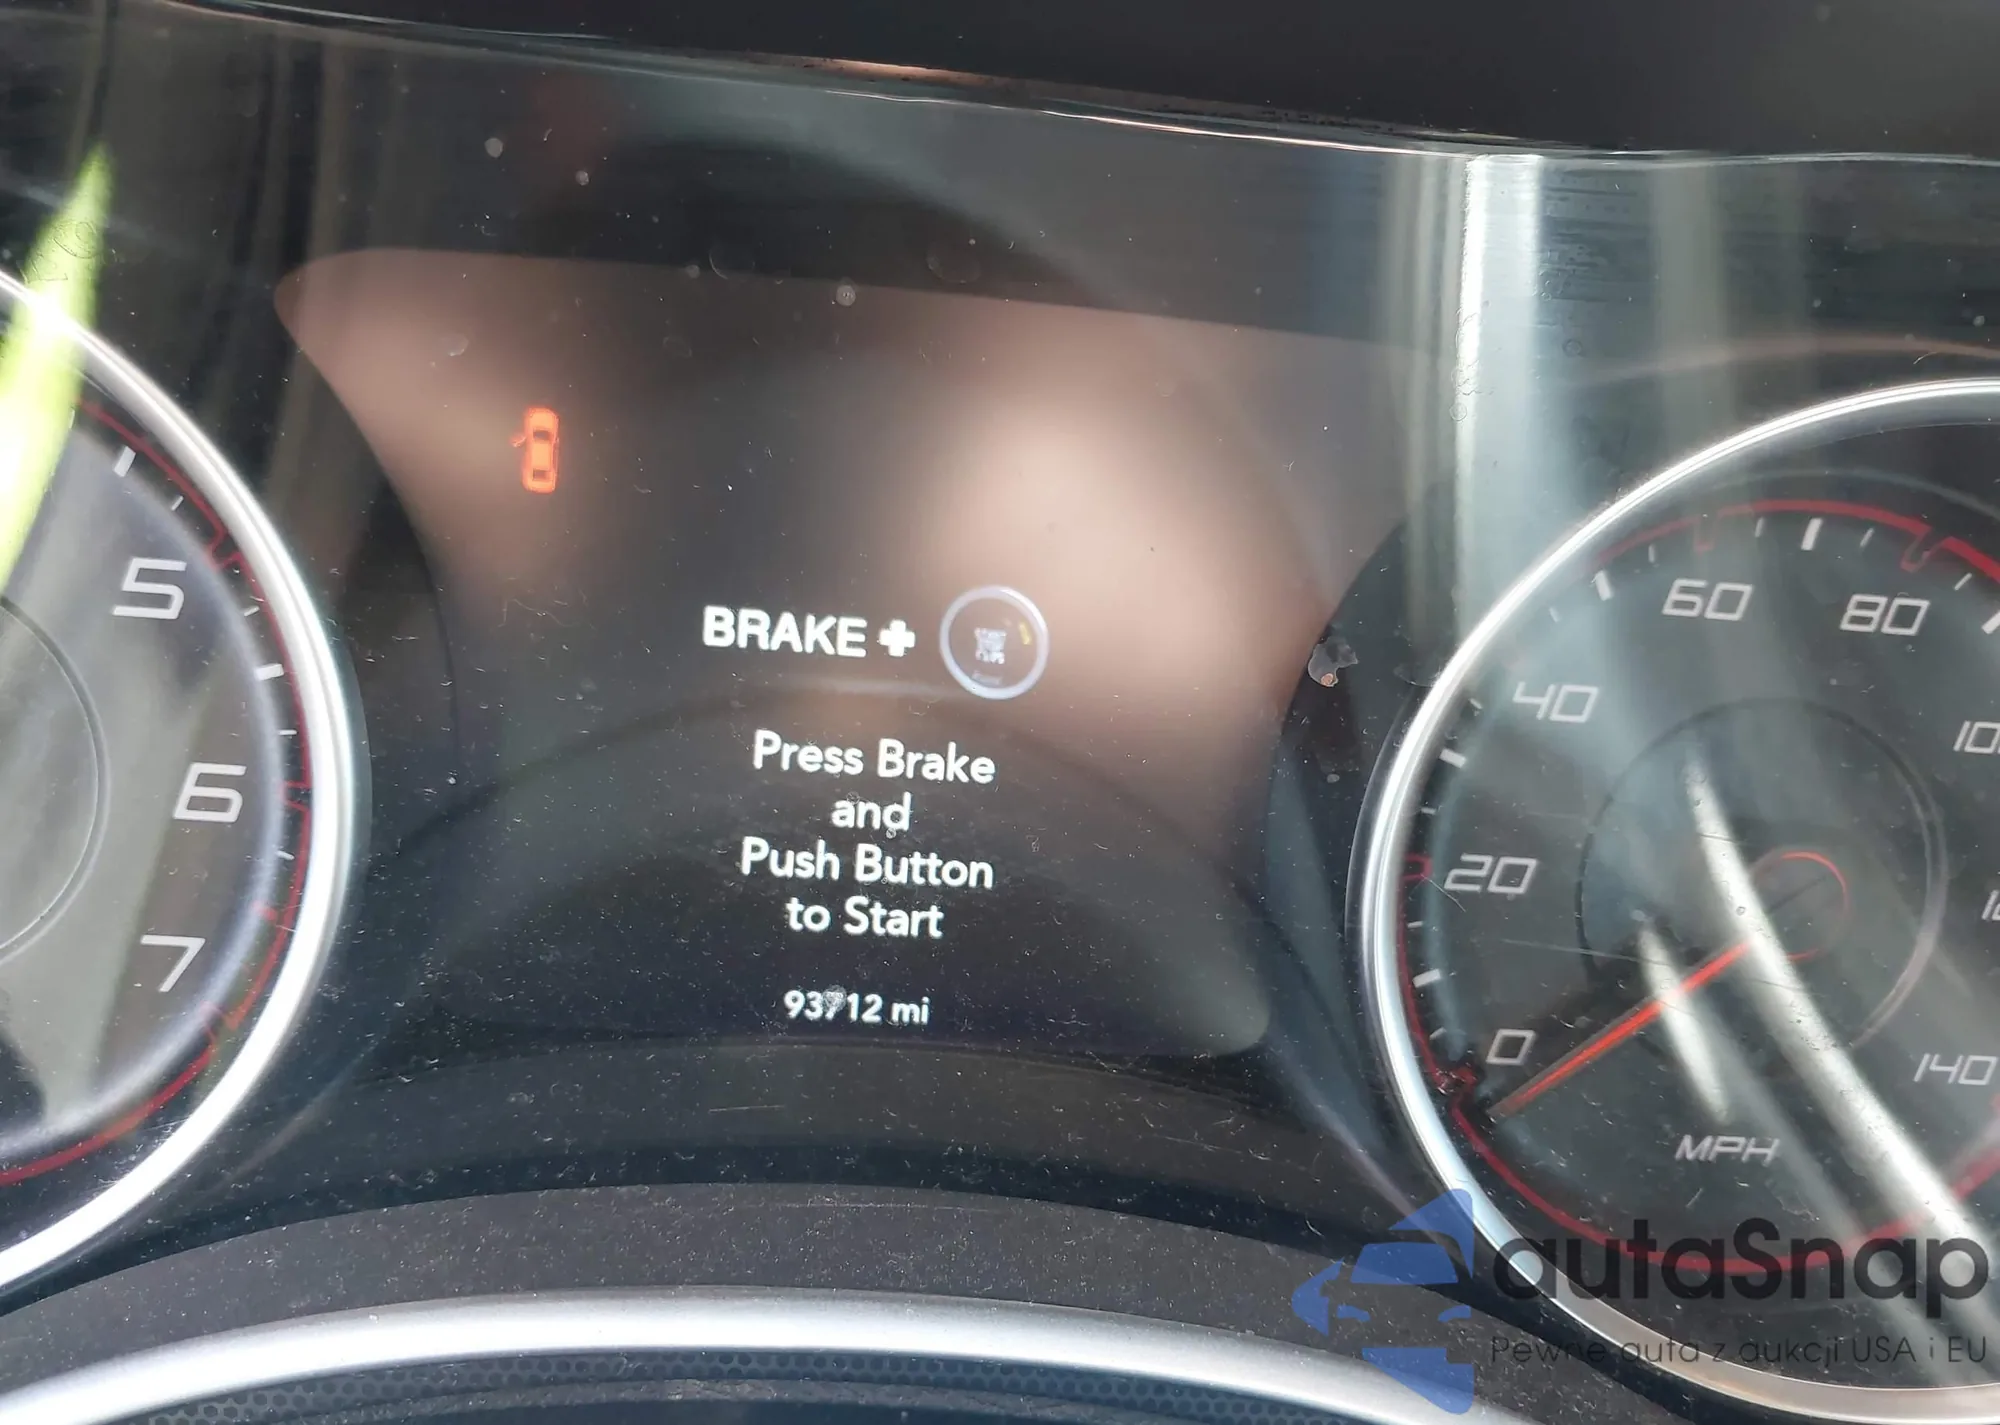 BRAKE +
Press Brake
and
Push Button
to Start
93712 mi
5
6
7
0
20
40
60
80
140
MPH
autaSnap
Pewne auta z aukcji USA i EU